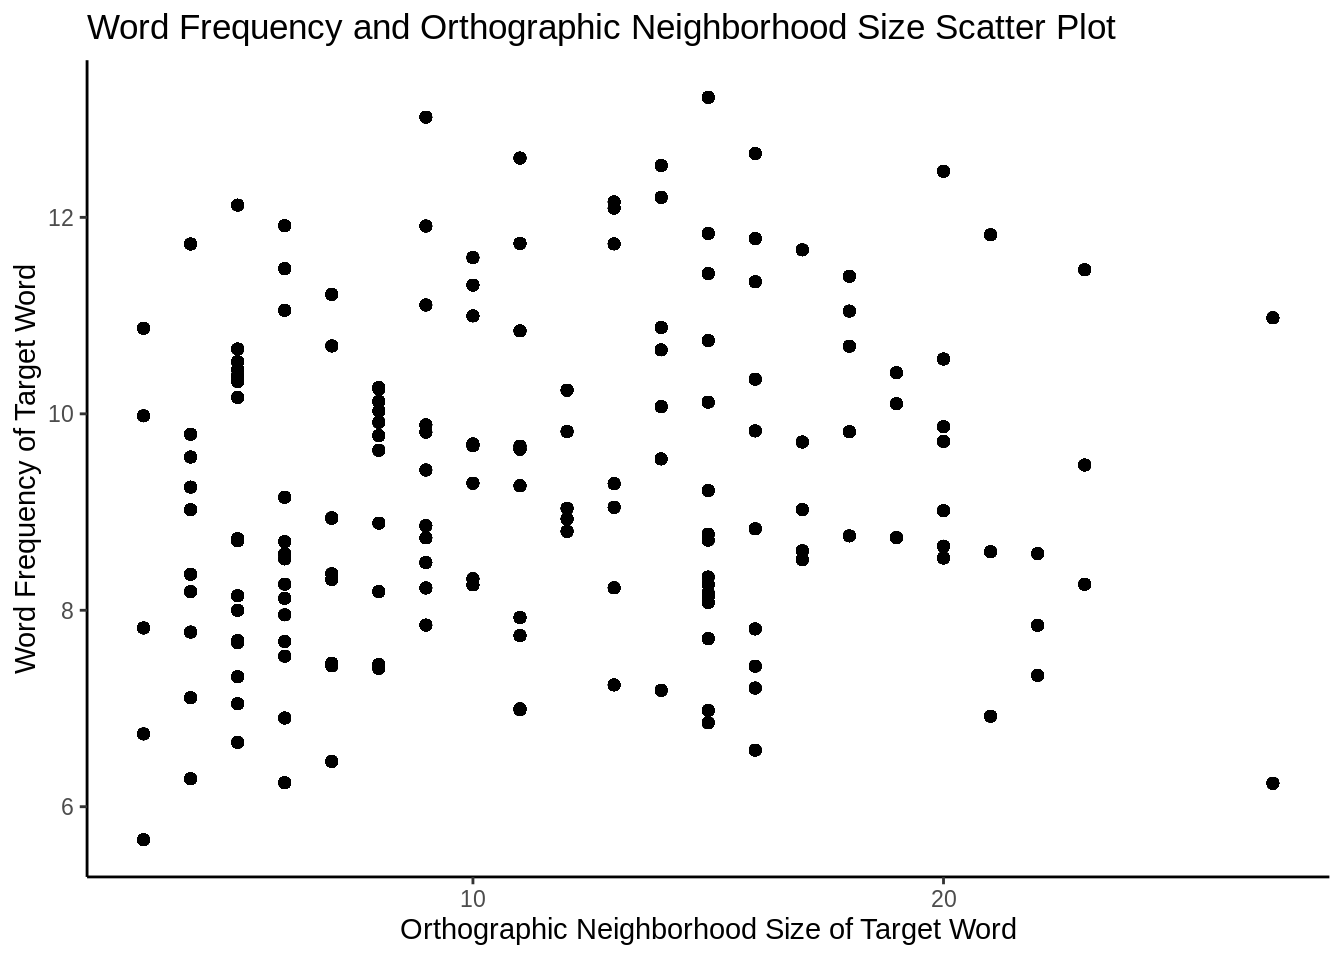 Word Frequency and Orthographic Neighborhood Size Scatter Plot
Word Frequency of Target Word
12
10
8
6
10
20
Orthographic Neighborhood Size of Target Word